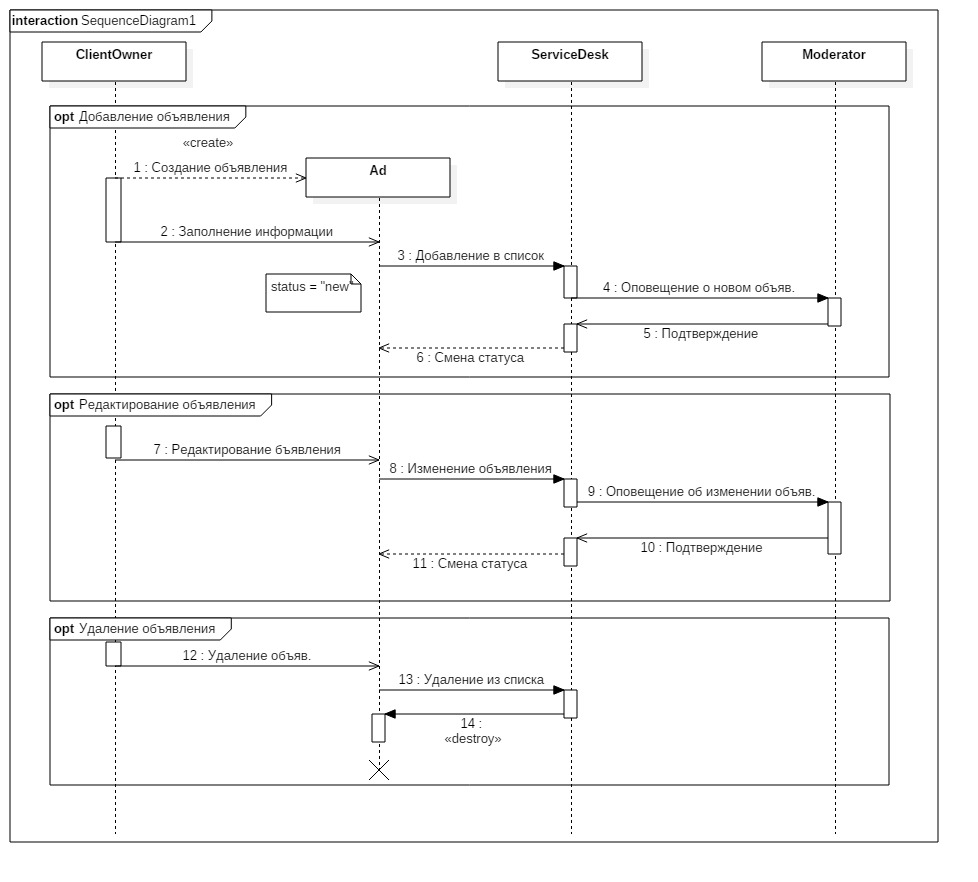 interaction SequenceDiagram1
ClientOwner
ServiceDesk
Moderator
opt Добавление объявления
«create»
1 : Создание объявления
Ad
2 : Заполнение информации
3 : Добавление в список
status = "new"
4 : Оповещение о новом объяв.
5 : Подтверждение
6 : Смена статуса
opt Редактирование объявления
7 : Редактирование бъявления
8 : Изменение объявления
9 : Оповещение об изменении объяв.
10 : Подтверждение
11 : Смена статуса
opt Удаление объявления
12 : Удаление объяв.
13 : Удаление из списка
14 :
«destroy»